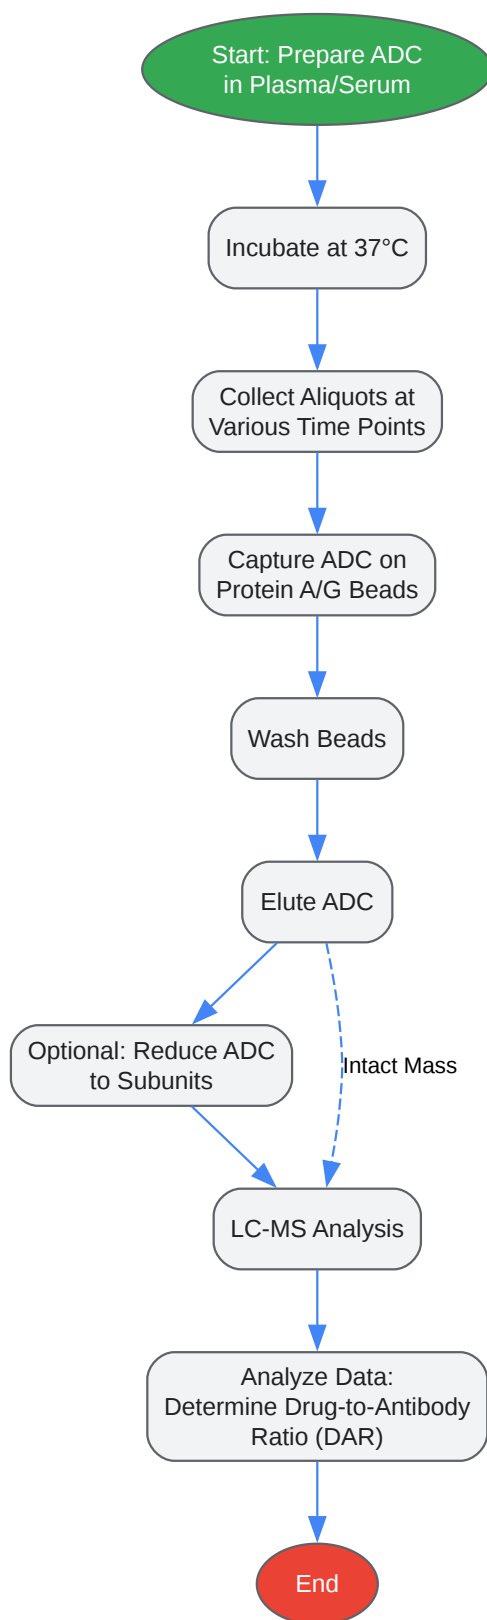 Start: Prepare ADC
in Plasma/Serum
Incubate at 37°C
Collect Aliquots at
Various Time Points
Capture ADC on
Protein A/G Beads
Wash Beads
Elute ADC
Optional: Reduce ADC
to Subunits
Intact Mass
LC-MS Analysis
Analyze Data:
Determine Drug-to-Antibody
Ratio (DAR)
End